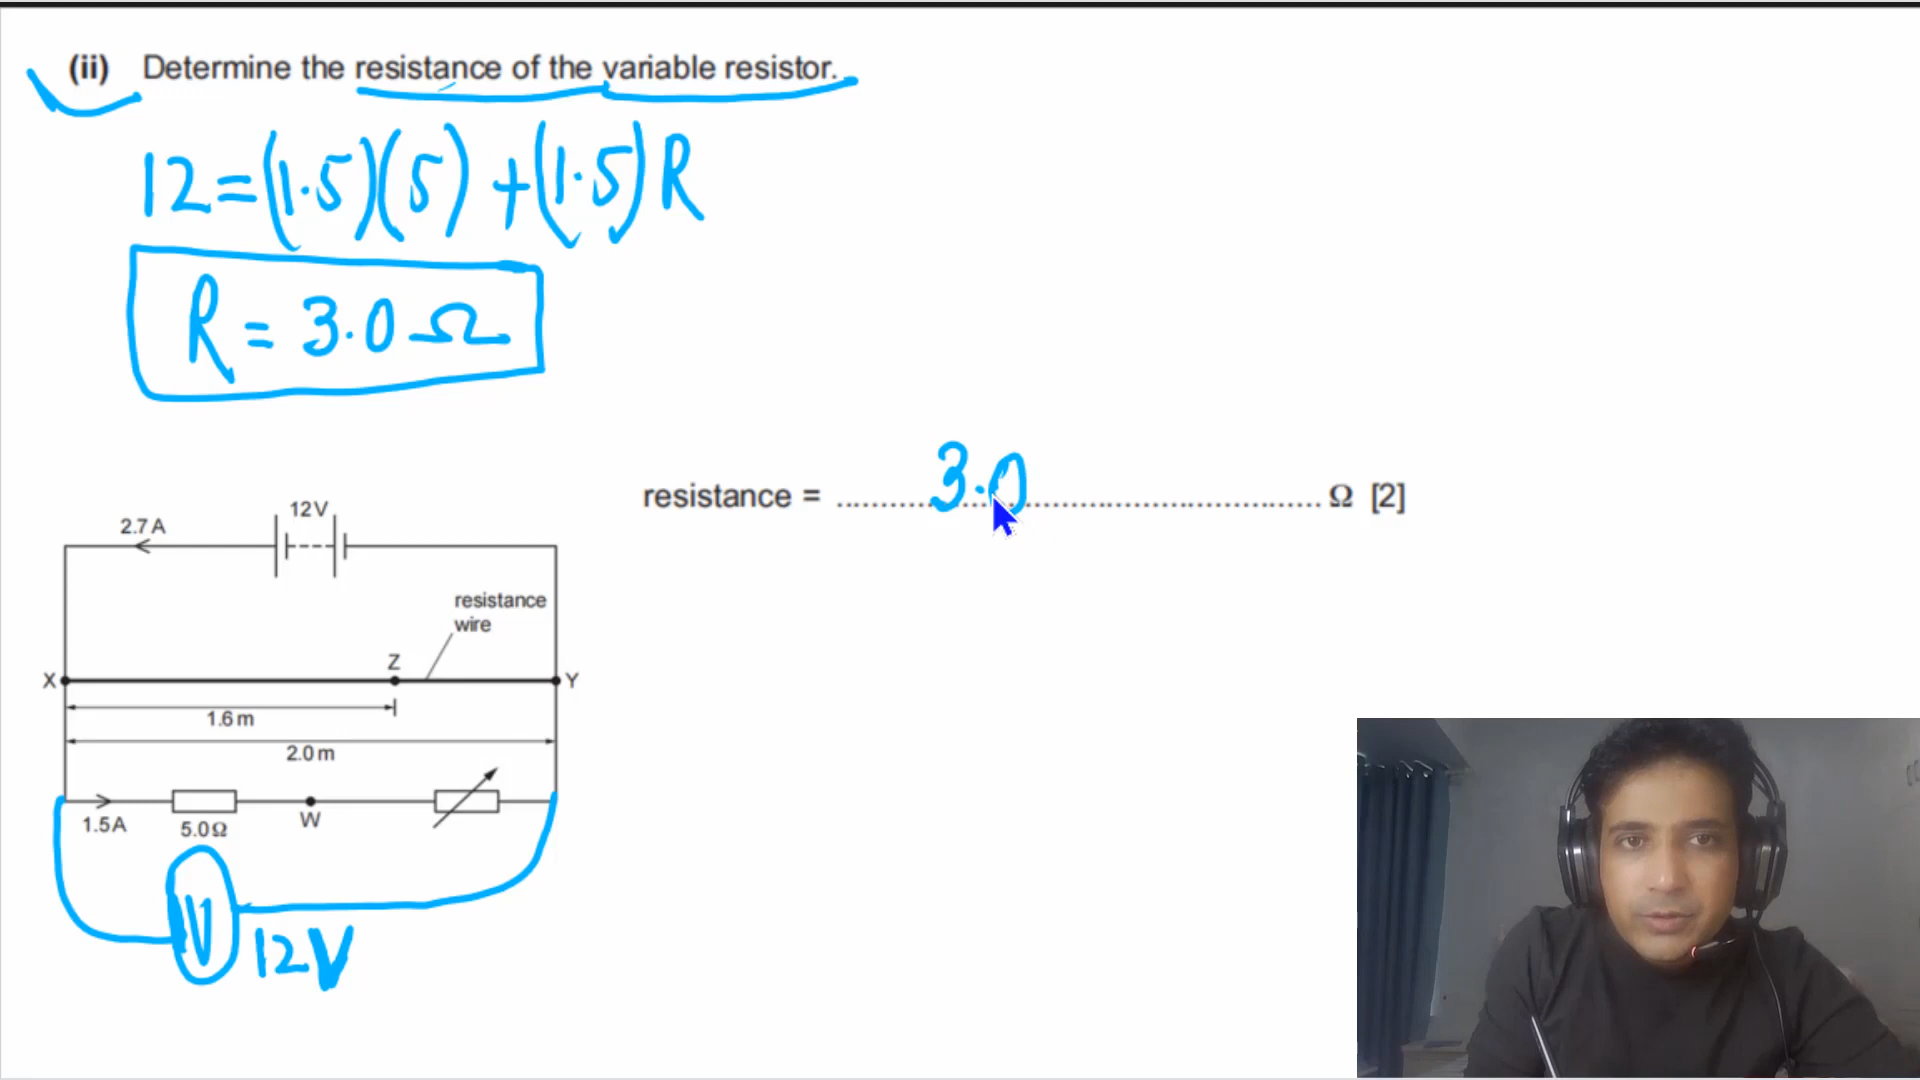 (ii) Determine the resistance of the variable resistor.
12=(1.5)(5) +(1.5)R
R = 3.0 Ω
resistance = ..... 3.0 ..... Ω [2]
12V
2.7A
resistance
wire
Z
X
Y
1.6m
2.0m
1.5A
5.0Ω
W
V
12V